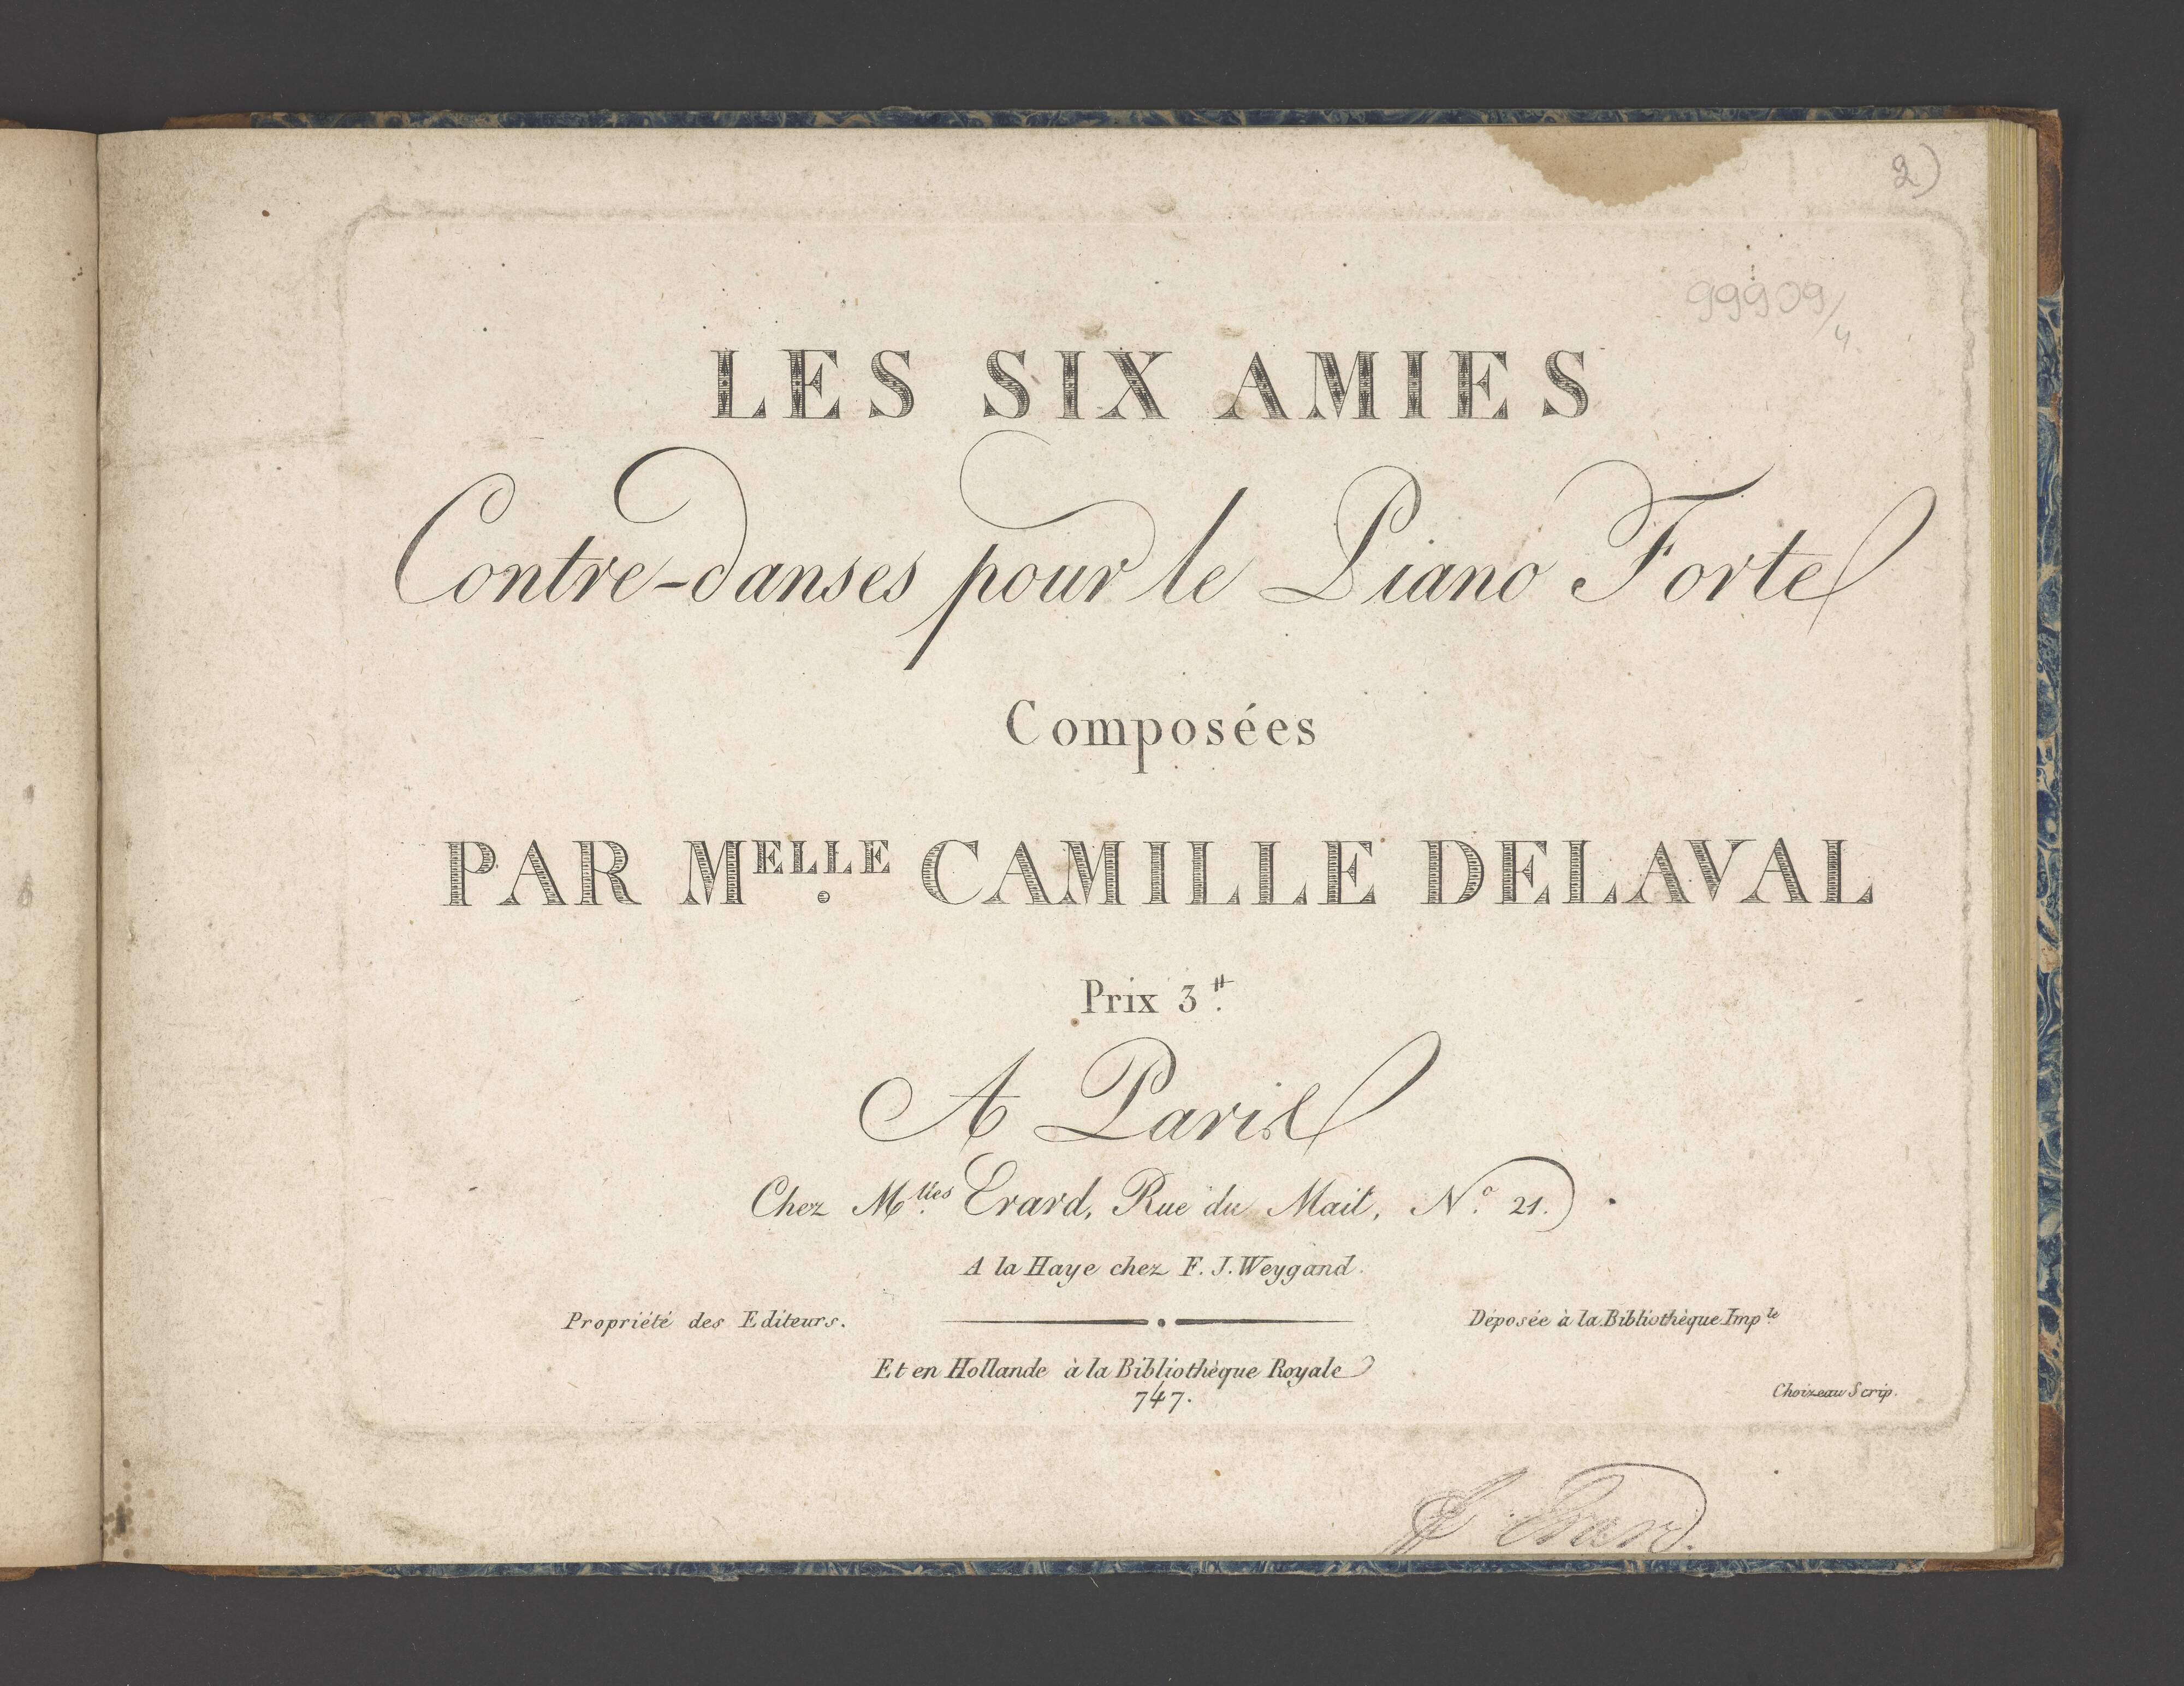 2)
99909/4
LES SIX AMIES
Contre-danses pour le Piano Forte
Composées
PAR MELLE. CAMILLE DELAVAL
Prix 3 ₶.
A Paris
Chez Mlles Erard, Rue du Mail, No. 21.
A la Haye chez F. J. Weygand.
Propriété des Editeurs. Déposée à la Bibliothèque Imple
Et en Hollande à la Bibliothèque Royale
747.
Choizeau Scrip.
Erard.